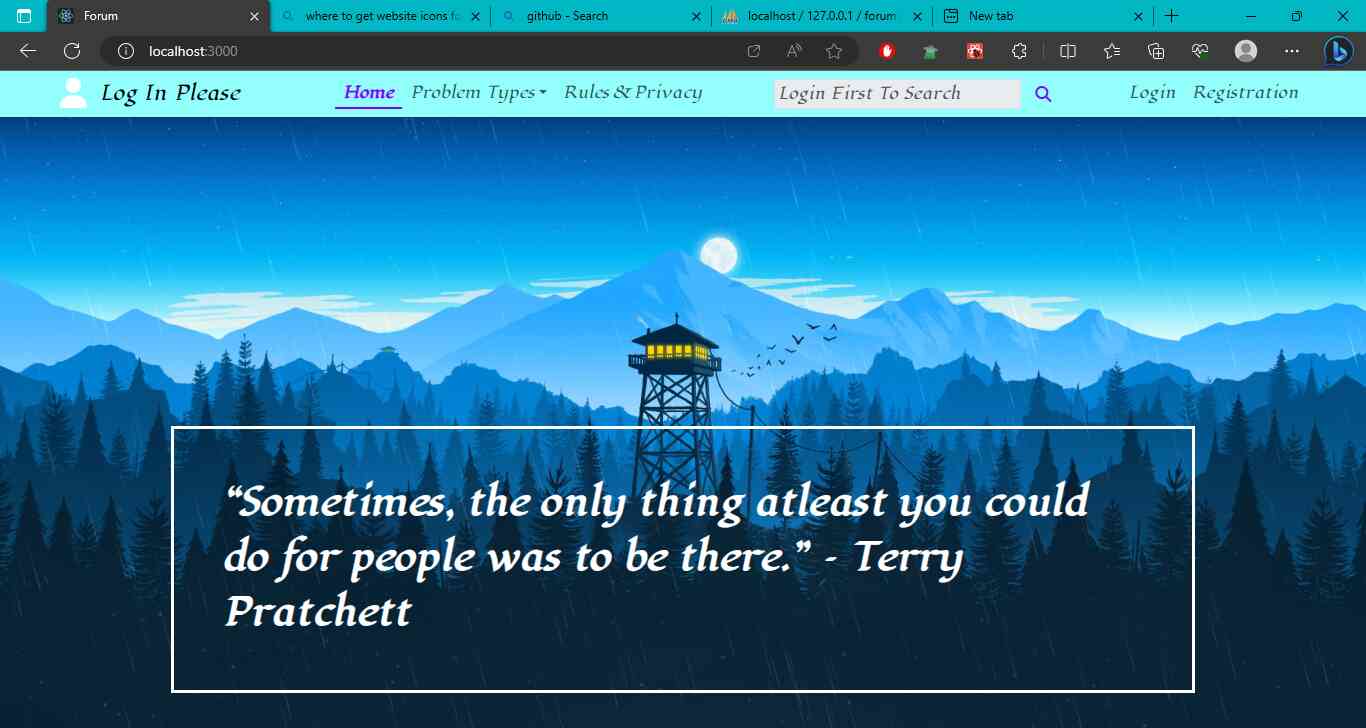 Forum
where to get website icons fo
github - Search
localhost / 127.0.0.1 / forum
New tab
localhost:3000
Log In Please
Home
Problem Types
Rules & Privacy
Login First To Search
Login
Registration
“Sometimes, the only thing atleast you could
do for people was to be there.” - Terry
Pratchett